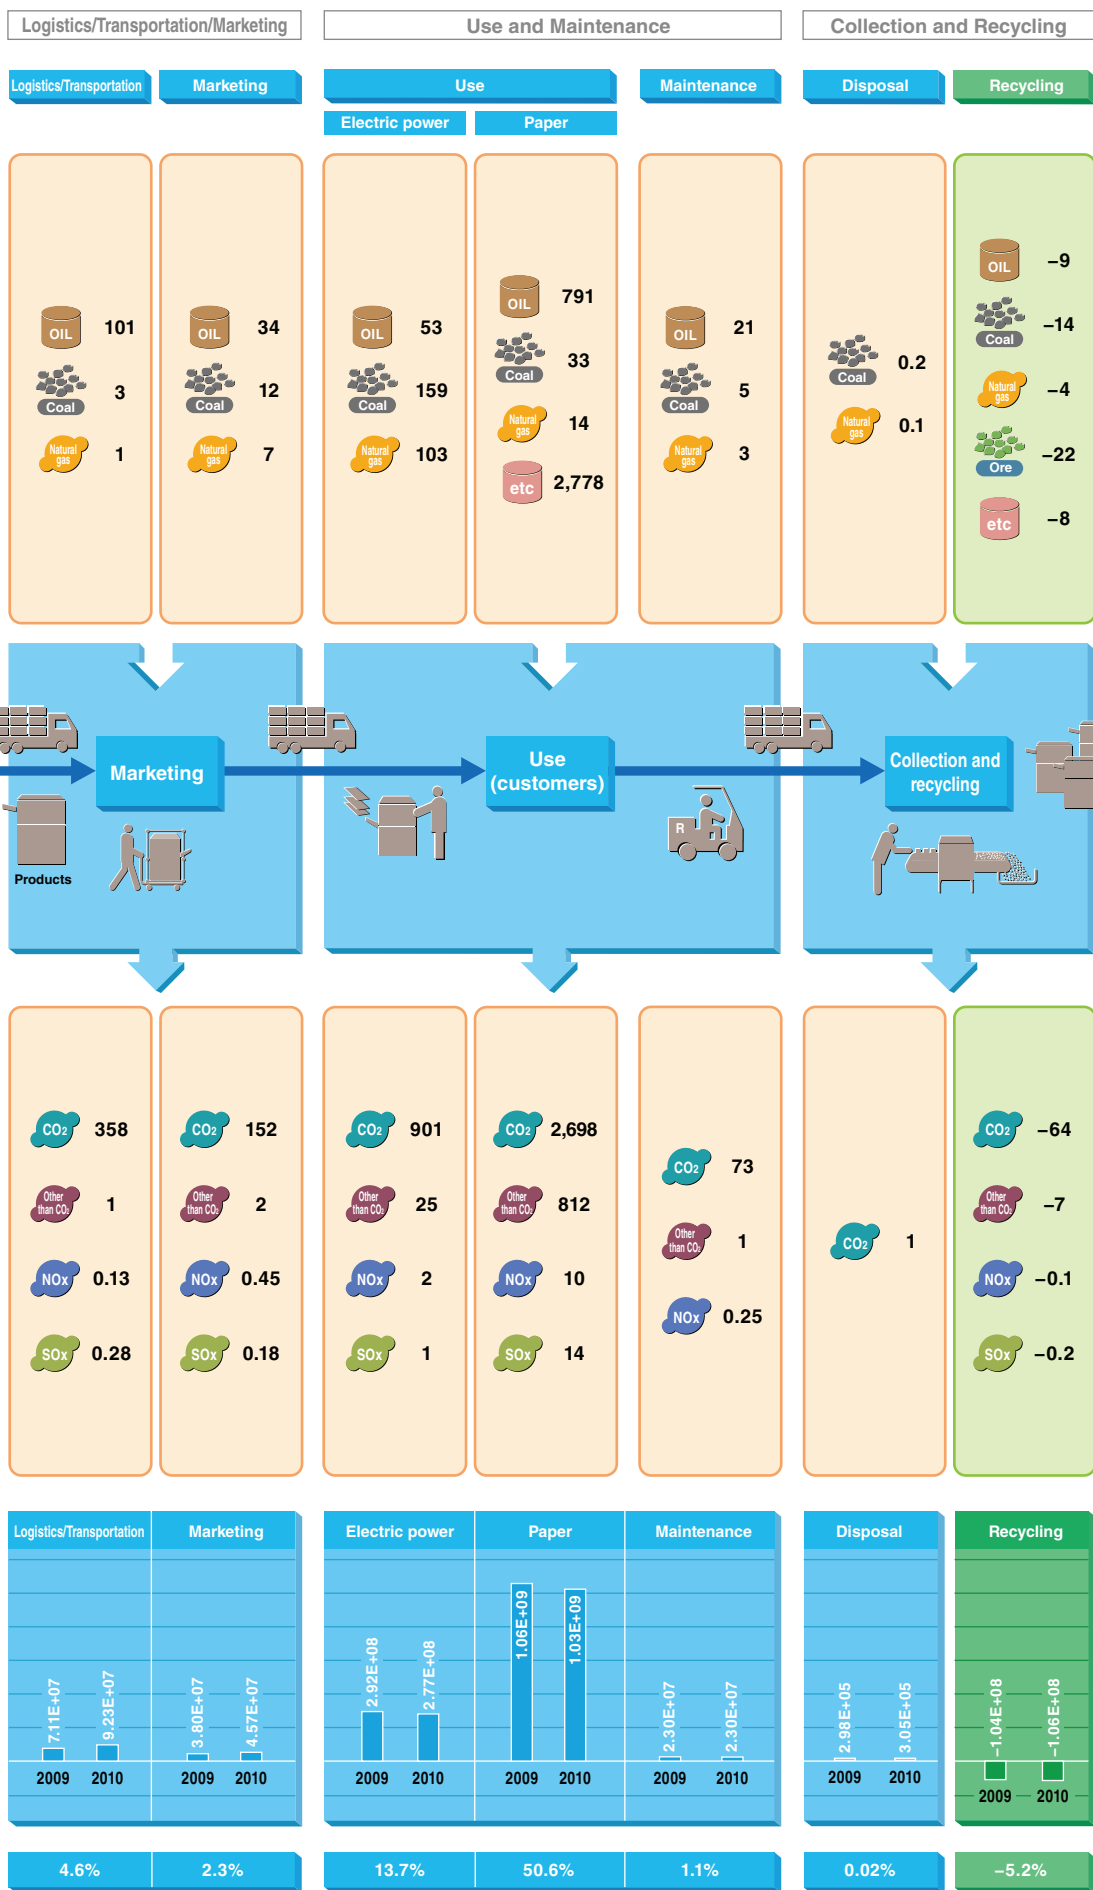 Logistics/Transportation/Marketing
Use and Maintenance
Collection and Recycling
Logistics/Transportation
Marketing
Use
Maintenance
Disposal
Recycling
Electric power
Paper
OIL 101
Coal 3
Natural gas 1
OIL 34
Coal 12
Natural gas 7
OIL 53
Coal 159
Natural gas 103
OIL 791
Coal 33
Natural gas 14
etc 2,778
OIL 21
Coal 5
Natural gas 3
Coal 0.2
Natural gas 0.1
OIL −9
Coal −14
Natural gas −4
Ore −22
etc −8
Marketing
Products
Use
(customers)
R
Collection and
recycling
CO2 358
Other than CO2 1
NOx 0.13
SOx 0.28
CO2 152
Other than CO2 2
NOx 0.45
SOx 0.18
CO2 901
Other than CO2 25
NOx 2
SOx 1
CO2 2,698
Other than CO2 812
NOx 10
SOx 14
CO2 73
Other than CO2 1
NOx 0.25
CO2 1
CO2 −64
Other than CO2 −7
NOx −0.1
SOx −0.2
Logistics/Transportation
Marketing
Electric power
Paper
Maintenance
Disposal
Recycling
7.11E+07
9.23E+07
3.80E+07
4.57E+07
2.92E+08
2.77E+08
1.06E+09
1.03E+09
2.30E+07
2.30E+07
2.98E+05
3.05E+05
−1.04E+08
−1.06E+08
2009 2010
2009 2010
2009 2010
2009 2010
2009 2010
2009 2010
2009 2010
4.6%
2.3%
13.7%
50.6%
1.1%
0.02%
−5.2%